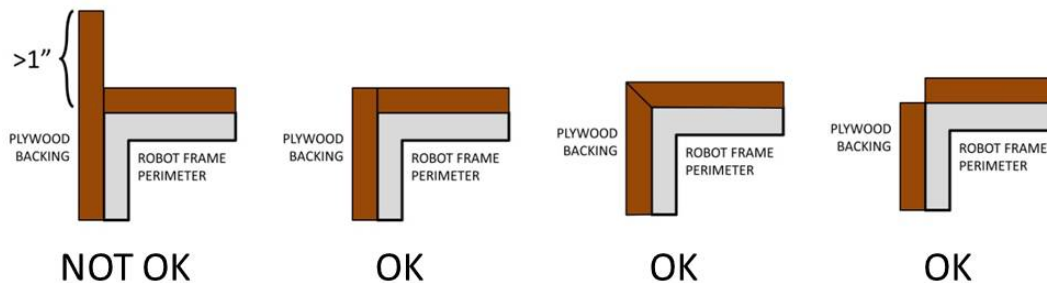 >1”
PLYWOOD
BACKING
ROBOT FRAME
PERIMETER
NOT OK
PLYWOOD
BACKING
ROBOT FRAME
PERIMETER
OK
PLYWOOD
BACKING
ROBOT FRAME
PERIMETER
OK
PLYWOOD
BACKING
ROBOT FRAME
PERIMETER
OK